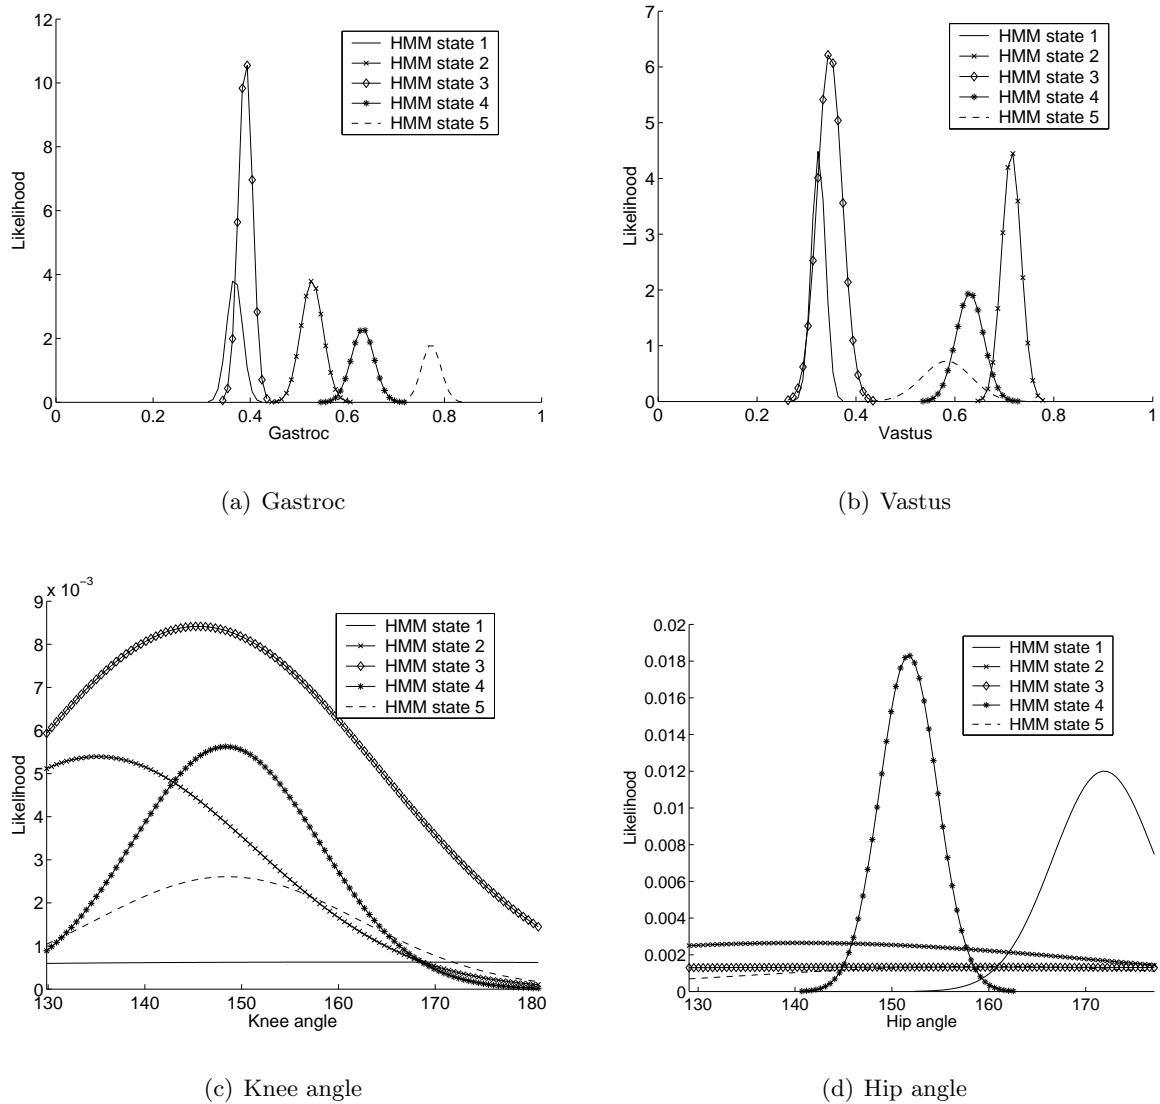 12
10
8
6
4
2
0
Likelihood
0 0.2 0.4 0.6 0.8 1
Gastroc
HMM state 1
HMM state 2
HMM state 3
HMM state 4
HMM state 5
(a) Gastroc
7
6
5
4
3
2
1
0
Likelihood
0 0.2 0.4 0.6 0.8 1
Vastus
HMM state 1
HMM state 2
HMM state 3
HMM state 4
HMM state 5
(b) Vastus
x 10⁻³
9
8
7
6
5
4
3
2
1
0
Likelihood
130 140 150 160 170 180
Knee angle
HMM state 1
HMM state 2
HMM state 3
HMM state 4
HMM state 5
(c) Knee angle
0.02
0.018
0.016
0.014
0.012
0.01
0.008
0.006
0.004
0.002
0
Likelihood
130 140 150 160 170
Hip angle
HMM state 1
HMM state 2
HMM state 3
HMM state 4
HMM state 5
(d) Hip angle